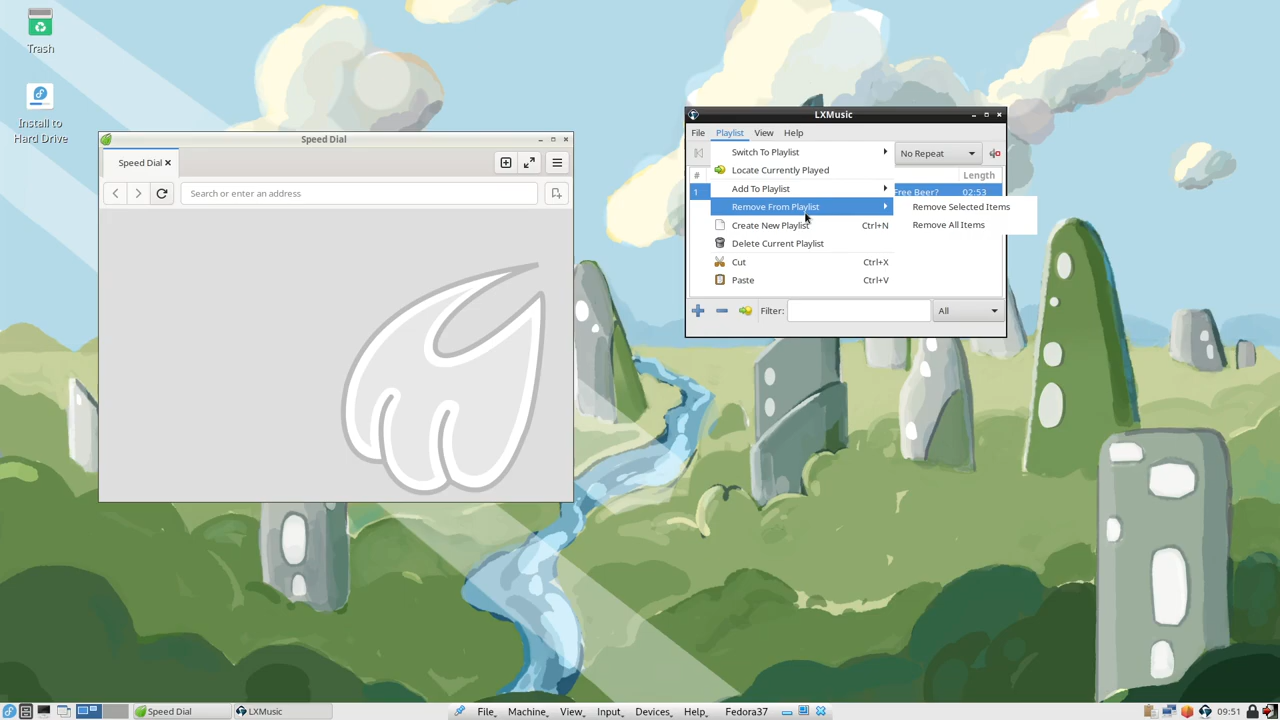 Trash
Install to
Hard Drive
Speed Dial
Speed Dial
Search or enter an address
LXMusic
File Playlist View Help
No Repeat
# Length
1 Free Beer? 02:53
Switch To Playlist
Locate Currently Played
Add To Playlist
Remove From Playlist
Create New Playlist Ctrl+N
Delete Current Playlist
Cut Ctrl+X
Paste Ctrl+V
Remove Selected Items
Remove All Items
Filter: All
Speed Dial LXMusic File Machine View Input Devices Help Fedora37 09:51